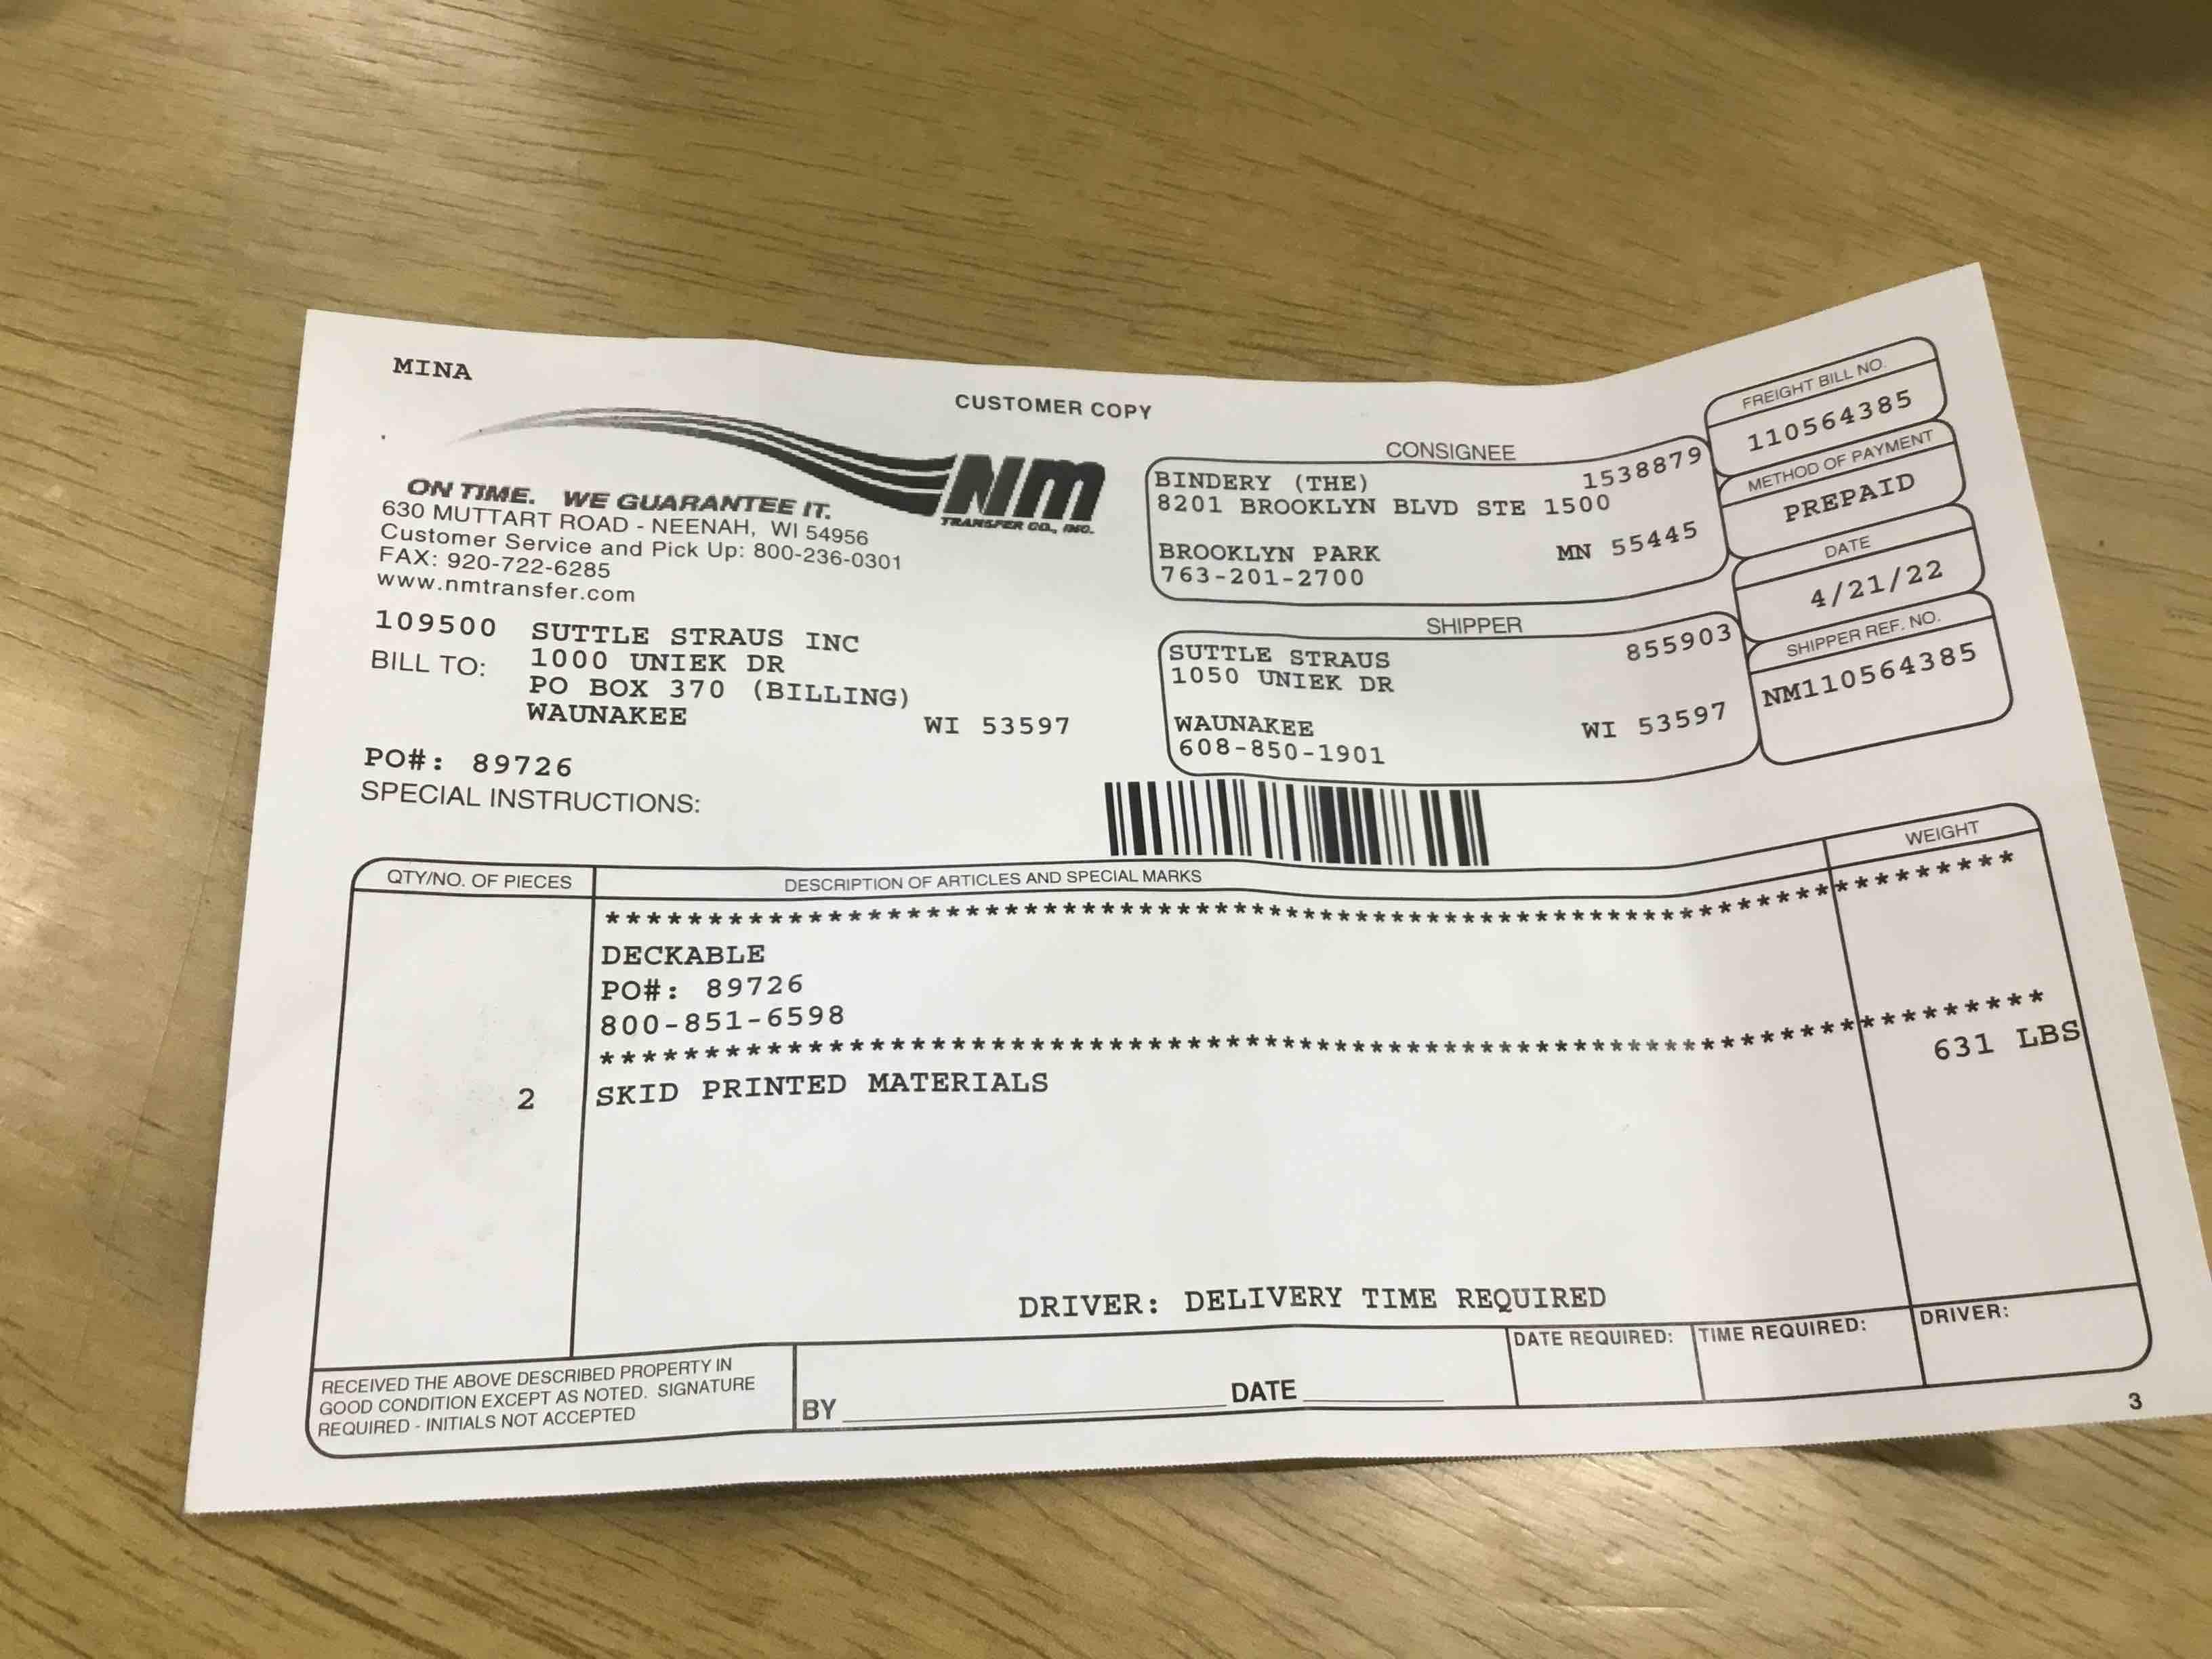 MINA
CUSTOMER COPY
Nm
TRANSFER CO., INC.
ON TIME. WE GUARANTEE IT.
630 MUTTART ROAD - NEENAH, WI 54956
Customer Service and Pick Up: 800-236-0301
FAX: 920-722-6285
www.nmtransfer.com
109500 SUTTLE STRAUS INC
BILL TO: 1000 UNIEK DR
PO BOX 370 (BILLING)
WAUNAKEE WI 53597
PO#: 89726
SPECIAL INSTRUCTIONS:
CONSIGNEE
BINDERY (THE) 1538879
8201 BROOKLYN BLVD STE 1500
BROOKLYN PARK MN 55445
763-201-2700
SHIPPER
SUTTLE STRAUS 855903
1050 UNIEK DR
WAUNAKEE WI 53597
608-850-1901
FREIGHT BILL NO.
110564385
METHOD OF PAYMENT
PREPAID
DATE
4/21/22
SHIPPER REF. NO.
NM110564385
QTY/NO. OF PIECES DESCRIPTION OF ARTICLES AND SPECIAL MARKS WEIGHT
**********************************************************************
DECKABLE
PO#: 89726
800-851-6598
**********************************************************************
2 SKID PRINTED MATERIALS 631 LBS
DRIVER: DELIVERY TIME REQUIRED
RECEIVED THE ABOVE DESCRIBED PROPERTY IN
GOOD CONDITION EXCEPT AS NOTED. SIGNATURE
REQUIRED - INITIALS NOT ACCEPTED
BY DATE
DATE REQUIRED: TIME REQUIRED: DRIVER:
3